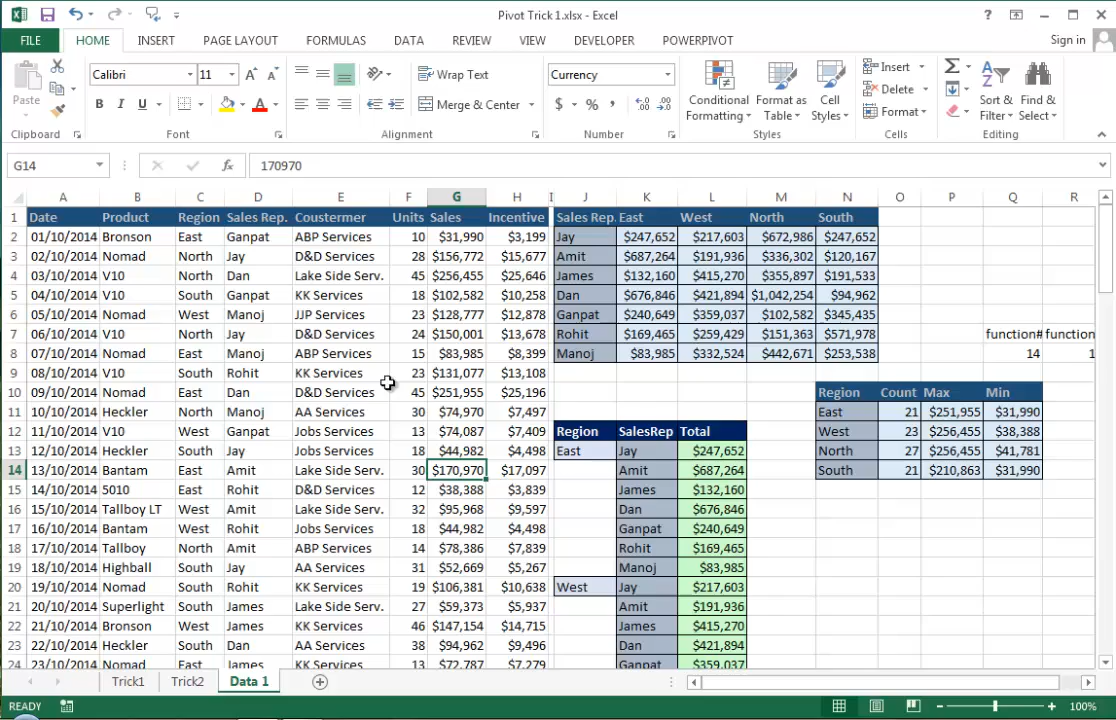 Pivot Trick 1.xlsx - Excel
FILE HOME INSERT PAGE LAYOUT FORMULAS DATA REVIEW VIEW DEVELOPER POWERPIVOT Sign in
Calibri 11 Wrap Text Currency Insert
Paste Merge & Center Conditional Formatting Format as Table Cell Styles Delete Sort & Filter Find & Select
Format
Clipboard Font Alignment Number Styles Cells Editing
G14 fx 170970
A B C D E F G H I J K L M N O P Q R
1 Date Product Region Sales Rep. Coustermer Units Sales Incentive Sales Rep. East West North South
2 01/10/2014 Bronson East Ganpat ABP Services 10 $31,990 $3,199 Jay $247,652 $217,603 $672,986 $247,652
3 02/10/2014 Nomad North Jay D&D Services 28 $156,772 $15,677 Amit $687,264 $191,936 $336,302 $120,167
4 03/10/2014 V10 North Dan Lake Side Serv. 45 $256,455 $25,646 James $132,160 $415,270 $355,897 $191,533
5 04/10/2014 V10 South Ganpat KK Services 18 $102,582 $10,258 Dan $676,846 $421,894 $1,042,254 $94,962
6 05/10/2014 Nomad West Manoj JJP Services 23 $128,777 $12,878 Ganpat $240,649 $359,037 $102,582 $345,435
7 06/10/2014 V10 North Jay D&D Services 24 $150,001 $13,678 Rohit $169,465 $259,429 $151,363 $571,978 function# function
8 07/10/2014 Nomad East Manoj ABP Services 15 $83,985 $8,399 Manoj $83,985 $332,524 $442,671 $253,538 14 1
9 08/10/2014 V10 South Rohit KK Services 23 $131,077 $13,108
10 09/10/2014 Nomad East Dan D&D Services 45 $251,955 $25,196 Region Count Max Min
11 10/10/2014 Heckler North Manoj AA Services 30 $74,970 $7,497 East 21 $251,955 $31,990
12 11/10/2014 V10 West Ganpat Jobs Services 13 $74,087 $7,409 Region SalesRep Total West 23 $256,455 $38,388
13 12/10/2014 Heckler South Jay Jobs Services 18 $44,982 $4,498 East Jay $247,652 North 27 $256,455 $41,781
14 13/10/2014 Bantam East Amit Lake Side Serv. 30 $170,970 $17,097 Amit $687,264 South 21 $210,863 $31,990
15 14/10/2014 5010 East Rohit D&D Services 12 $38,388 $3,839 James $132,160
16 15/10/2014 Tallboy LT West Amit Lake Side Serv. 32 $95,968 $9,597 Dan $676,846
17 16/10/2014 Bantam West Rohit Jobs Services 18 $44,982 $4,498 Ganpat $240,649
18 17/10/2014 Tallboy North Amit ABP Services 14 $78,386 $7,839 Rohit $169,465
19 18/10/2014 Highball South Jay AA Services 31 $52,669 $5,267 Manoj $83,985
20 19/10/2014 Nomad South Rohit KK Services 19 $106,381 $10,638 West Jay $217,603
21 20/10/2014 Superlight South James Lake Side Serv. 27 $59,373 $5,937 Amit $191,936
22 21/10/2014 Bronson West James Jobs Services 46 $147,154 $14,715 James $415,270
23 22/10/2014 Heckler South Dan AA Services 38 $94,962 $9,496 Dan $421,894
24 23/10/2014 Nomad East James KK Services 13 $72,787 $7,279 Ganpat $359,037
Trick1 Trick2 Data 1
READY 100%